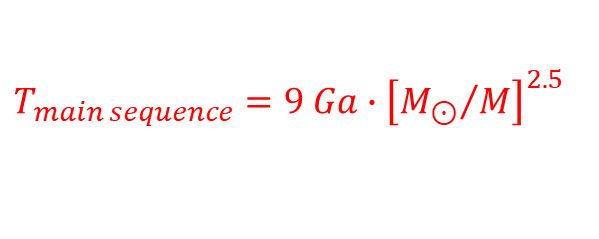 T_main sequence = 9 Ga · [M_⊙/M]^2.5